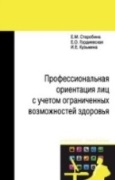 Е.М. Старобина
Е.О. Гордиевская
И.Е. Кузьмина
Профессиональная
ориентация лиц
с учетом ограниченных
возможностей здоровья